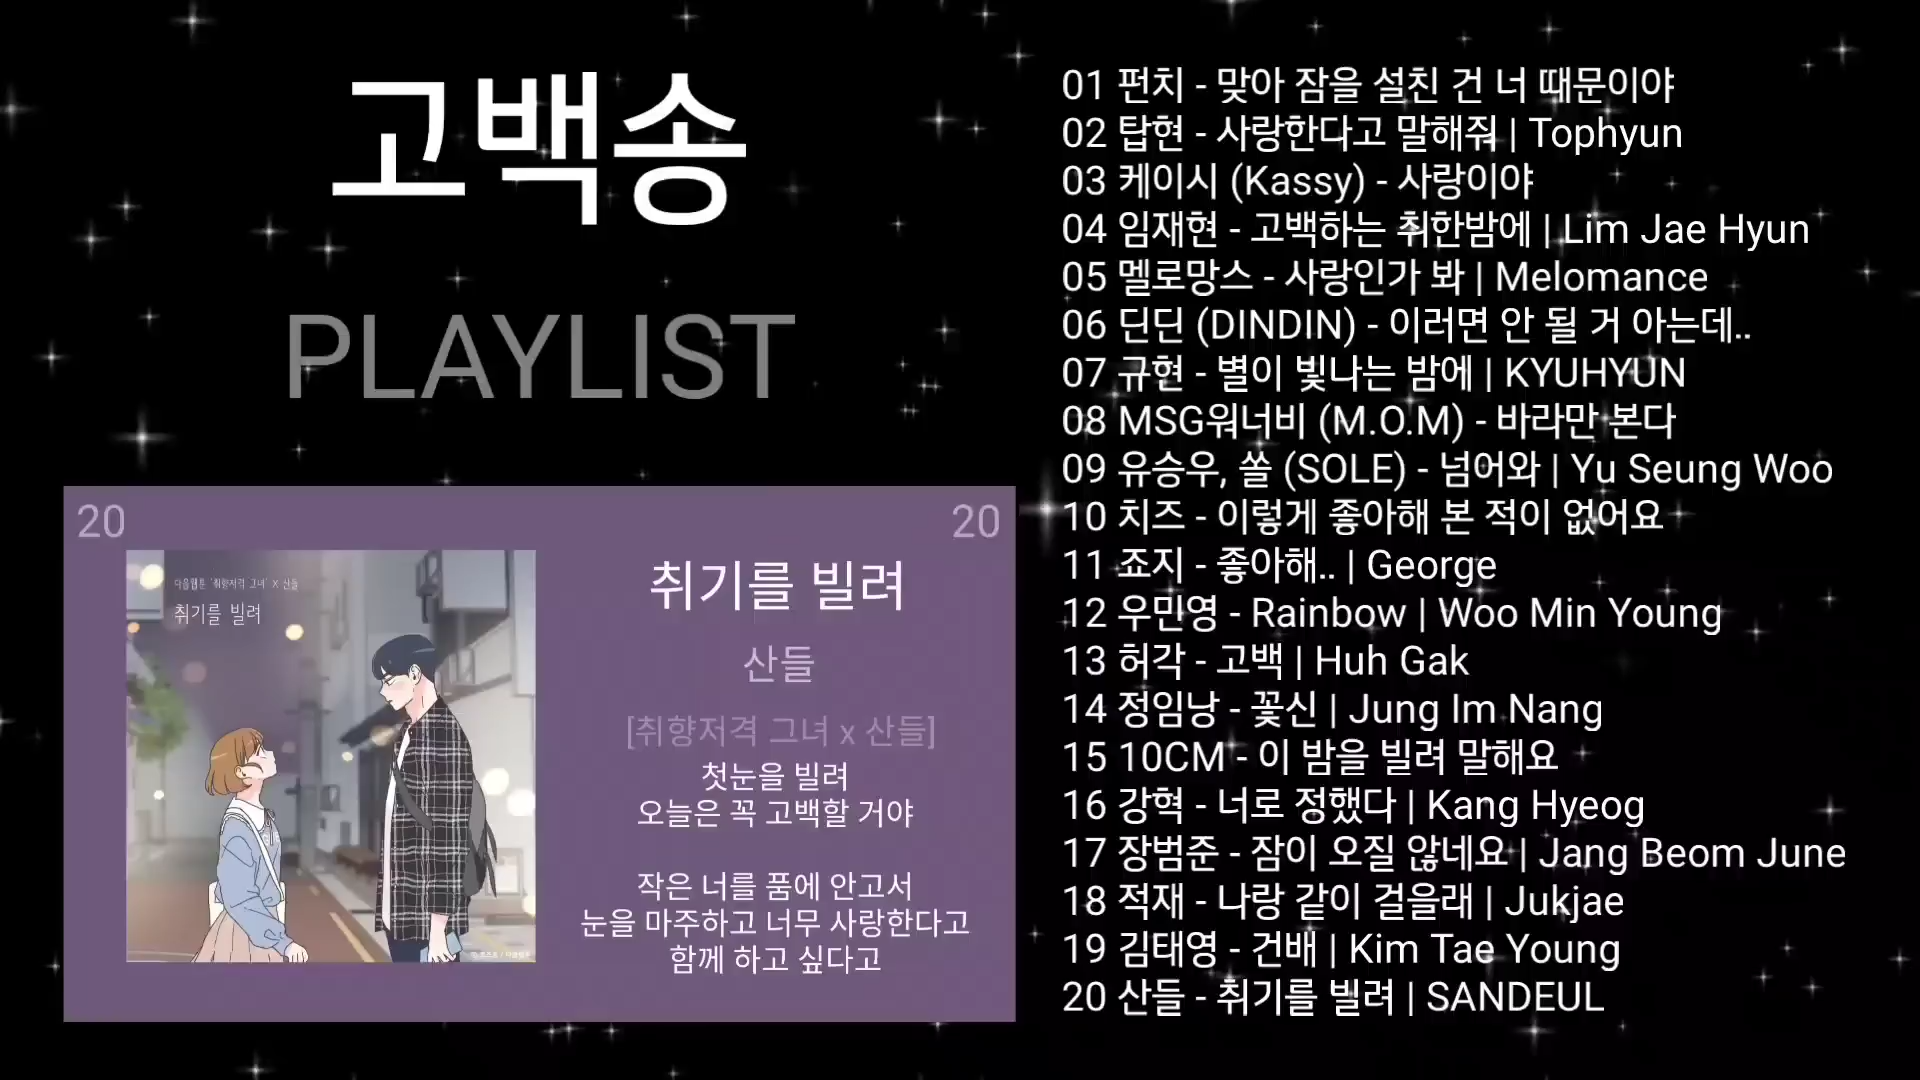 고백송
PLAYLIST
20
20
다음웹툰 '취향저격 그녀' X 산들
취기를 빌려
취기를 빌려
산들
[취향저격 그녀 x 산들]
첫눈을 빌려
오늘은 꼭 고백할 거야
작은 너를 품에 안고서
눈을 마주하고 너무 사랑한다고
함께 하고 싶다고
01 펀치 - 맞아 잠을 설친 건 너 때문이야
02 탑현 - 사랑한다고 말해줘 | Tophyun
03 케이시 (Kassy) - 사랑이야
04 임재현 - 고백하는 취한밤에 | Lim Jae Hyun
05 멜로망스 - 사랑인가 봐 | Melomance
06 딘딘 (DINDIN) - 이러면 안 될 거 아는데..
07 규현 - 별이 빛나는 밤에 | KYUHYUN
08 MSG워너비 (M.O.M) - 바라만 본다
09 유승우, 쏠 (SOLE) - 넘어와 | Yu Seung Woo
10 치즈 - 이렇게 좋아해 본 적이 없어요
11 죠지 - 좋아해.. | George
12 우민영 - Rainbow | Woo Min Young
13 허각 - 고백 | Huh Gak
14 정임낭 - 꽃신 | Jung Im Nang
15 10CM - 이 밤을 빌려 말해요
16 강혁 - 너로 정했다 | Kang Hyeog
17 장범준 - 잠이 오질 않네요 | Jang Beom June
18 적재 - 나랑 같이 걸을래 | Jukjae
19 김태영 - 건배 | Kim Tae Young
20 산들 - 취기를 빌려 | SANDEUL